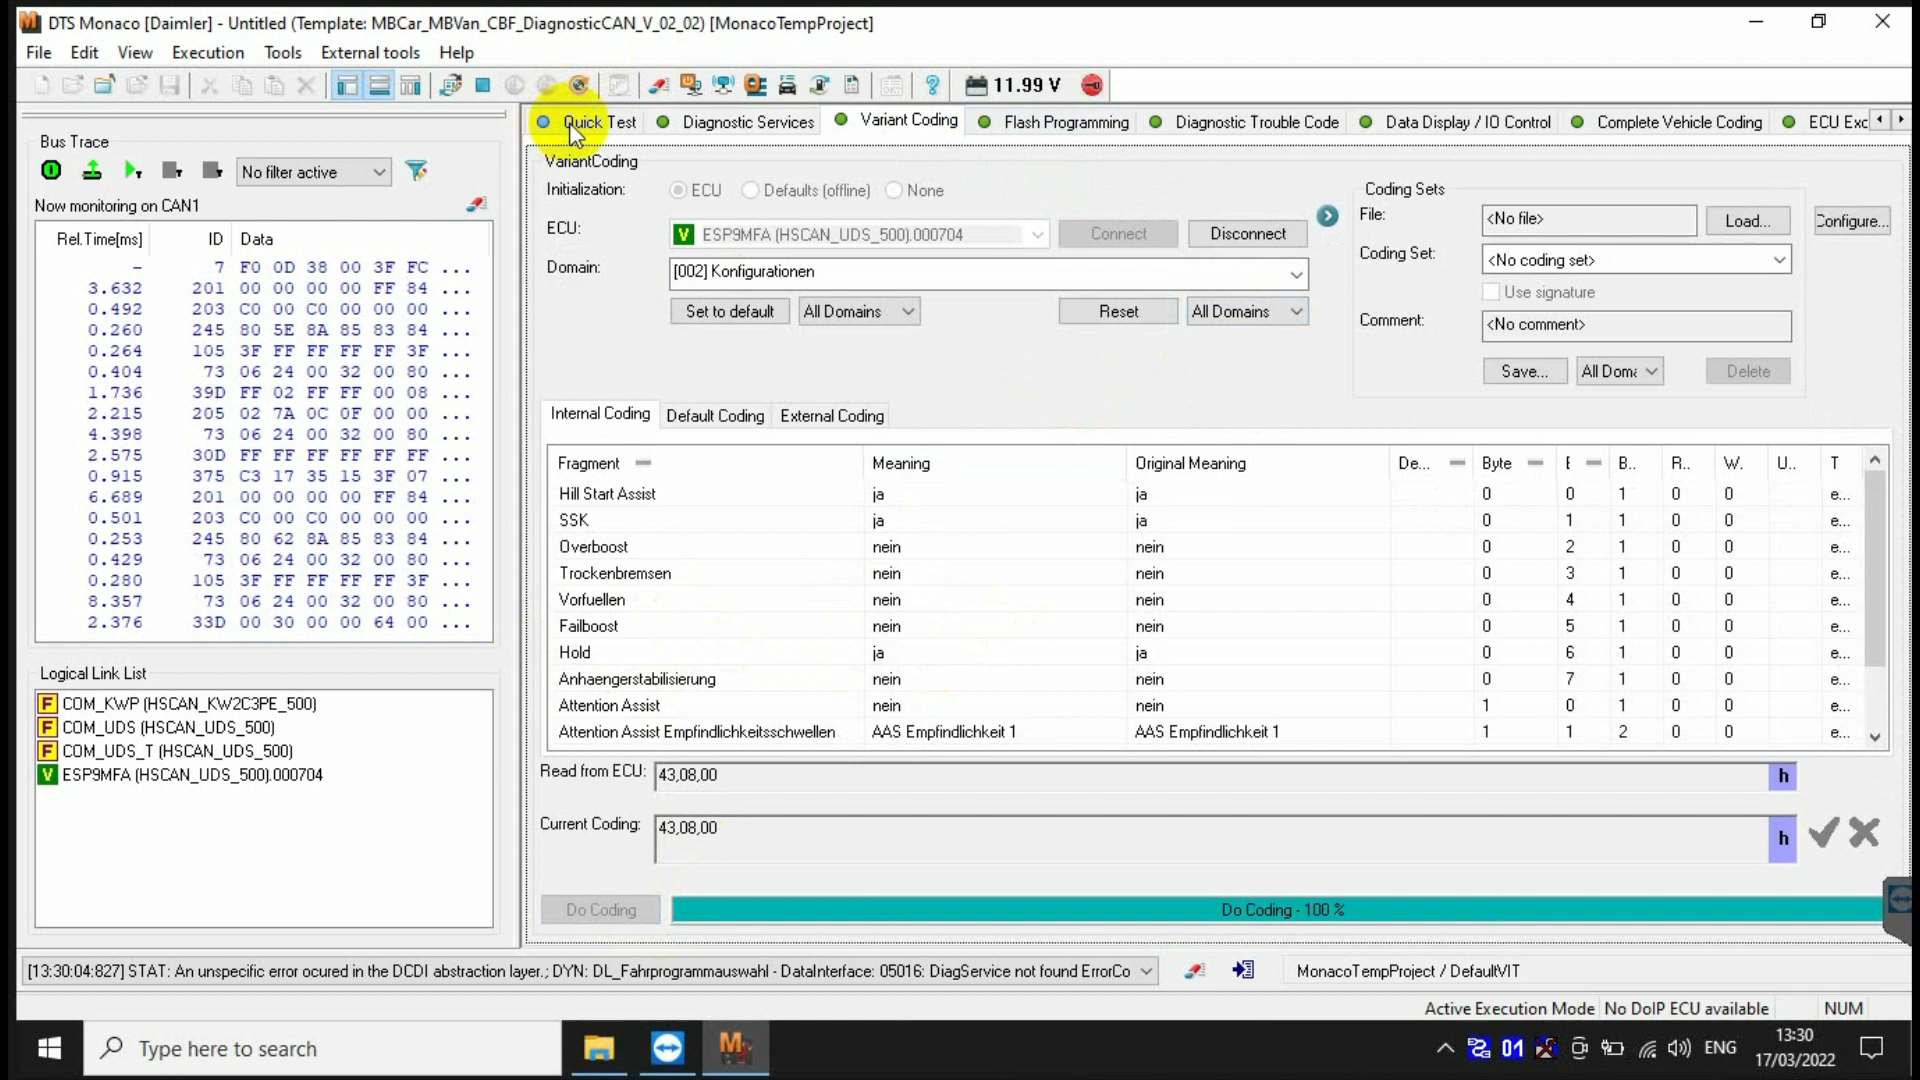 DTS Monaco [Daimler] - Untitled (Template: MBCar_MBVan_CBF_DiagnosticCAN_V_02_02) [MonacoTempProject]
File Edit View Execution Tools External tools Help
11.99 V
Bus Trace
No filter active
Now monitoring on CAN1
Rel.Time[ms] ID Data
– 7 F0 0D 38 00 3F FC ...
3.632 201 00 00 00 00 FF 84 ...
0.492 203 C0 00 C0 00 00 00 ...
0.260 245 80 5E 8A 85 83 84 ...
0.264 105 3F FF FF FF FF 3F ...
0.404 73 06 24 00 32 00 80 ...
1.736 39D FF 02 FF FF 00 08 ...
2.215 205 02 7A 0C 0F 00 00 ...
4.398 73 06 24 00 32 00 80 ...
2.575 30D FF FF FF FF FF FF ...
0.915 375 C3 17 35 15 3F 07 ...
6.689 201 00 00 00 00 FF 84 ...
0.501 203 C0 00 C0 00 00 00 ...
0.253 245 80 62 8A 85 83 84 ...
0.429 73 06 24 00 32 00 80 ...
0.280 105 3F FF FF FF FF 3F ...
8.357 73 06 24 00 32 00 80 ...
2.376 33D 00 30 00 00 64 00 ...
Logical Link List
F COM_KWP (HSCAN_KW2C3PE_500)
F COM_UDS (HSCAN_UDS_500)
F COM_UDS_T (HSCAN_UDS_500)
V ESP9MFA (HSCAN_UDS_500).000704
Quick Test Diagnostic Services Variant Coding Flash Programming Diagnostic Trouble Code Data Display / IO Control Complete Vehicle Coding ECU Exc
VariantCoding
Initialization: ECU Defaults (offline) None
ECU: V ESP9MFA (HSCAN_UDS_500).000704 Connect Disconnect
Domain: [002] Konfigurationen
Set to default All Domains Reset All Domains
Coding Sets
File: <No file> Load... Configure...
Coding Set: <No coding set>
Use signature
Comment: <No comment>
Save... All Doma Delete
Internal Coding Default Coding External Coding
Fragment Meaning Original Meaning De... Byte B.. R.. W. U.. T
Hill Start Assist ja ja 0 0 1 0 0 e...
SSK ja ja 0 1 1 0 0 e...
Overboost nein nein 0 2 1 0 0 e...
Trockenbremsen nein nein 0 3 1 0 0 e...
Vorfuellen nein nein 0 4 1 0 0 e...
Failboost nein nein 0 5 1 0 0 e...
Hold ja ja 0 6 1 0 0 e...
Anhaengerstabilisierung nein nein 0 7 1 0 0 e...
Attention Assist nein nein 1 0 1 0 0 e...
Attention Assist Empfindlichkeitsschwellen AAS Empfindlichkeit 1 AAS Empfindlichkeit 1 1 1 2 0 0 e...
Read from ECU: 43,08,00 h
Current Coding: 43,08,00 h
Do Coding Do Coding - 100 %
[13:30:04:827] STAT: An unspecific error ocured in the DCDI abstraction layer.; DYN: DL_Fahrprogrammauswahl - DataInterface: 05016: DiagService not found ErrorCo
MonacoTempProject / DefaultVIT
Active Execution Mode No DoIP ECU available NUM
Type here to search
01
ENG
13:30
17/03/2022